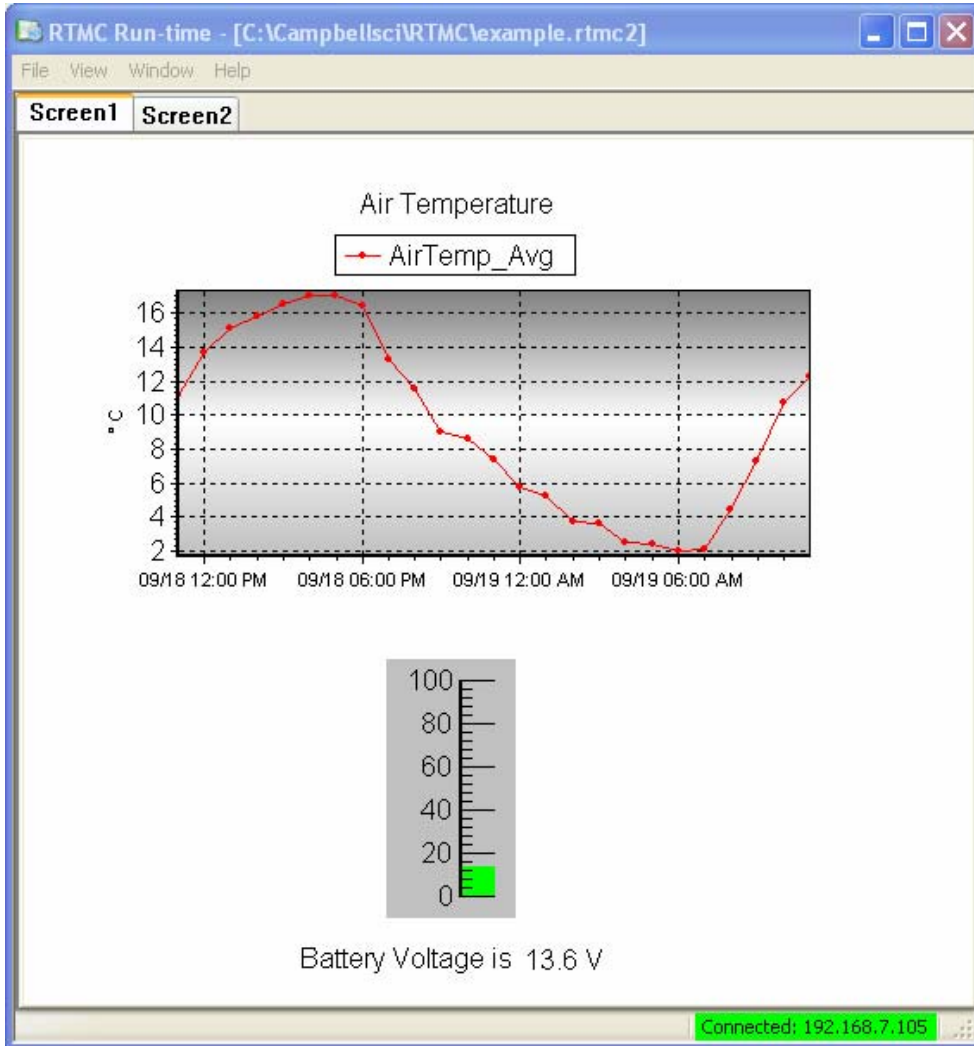 RTMC Run-time - [C:\Campbellsci\RTMC\example.rtmc2]
File View Window Help
Screen1 Screen2
Air Temperature
AirTemp_Avg
16
14
12
10
8
6
4
2
°C
09/18 12:00 PM 09/18 06:00 PM 09/19 12:00 AM 09/19 06:00 AM
100
80
60
40
20
0
Battery Voltage is 13.6 V
Connected: 192.168.7.105